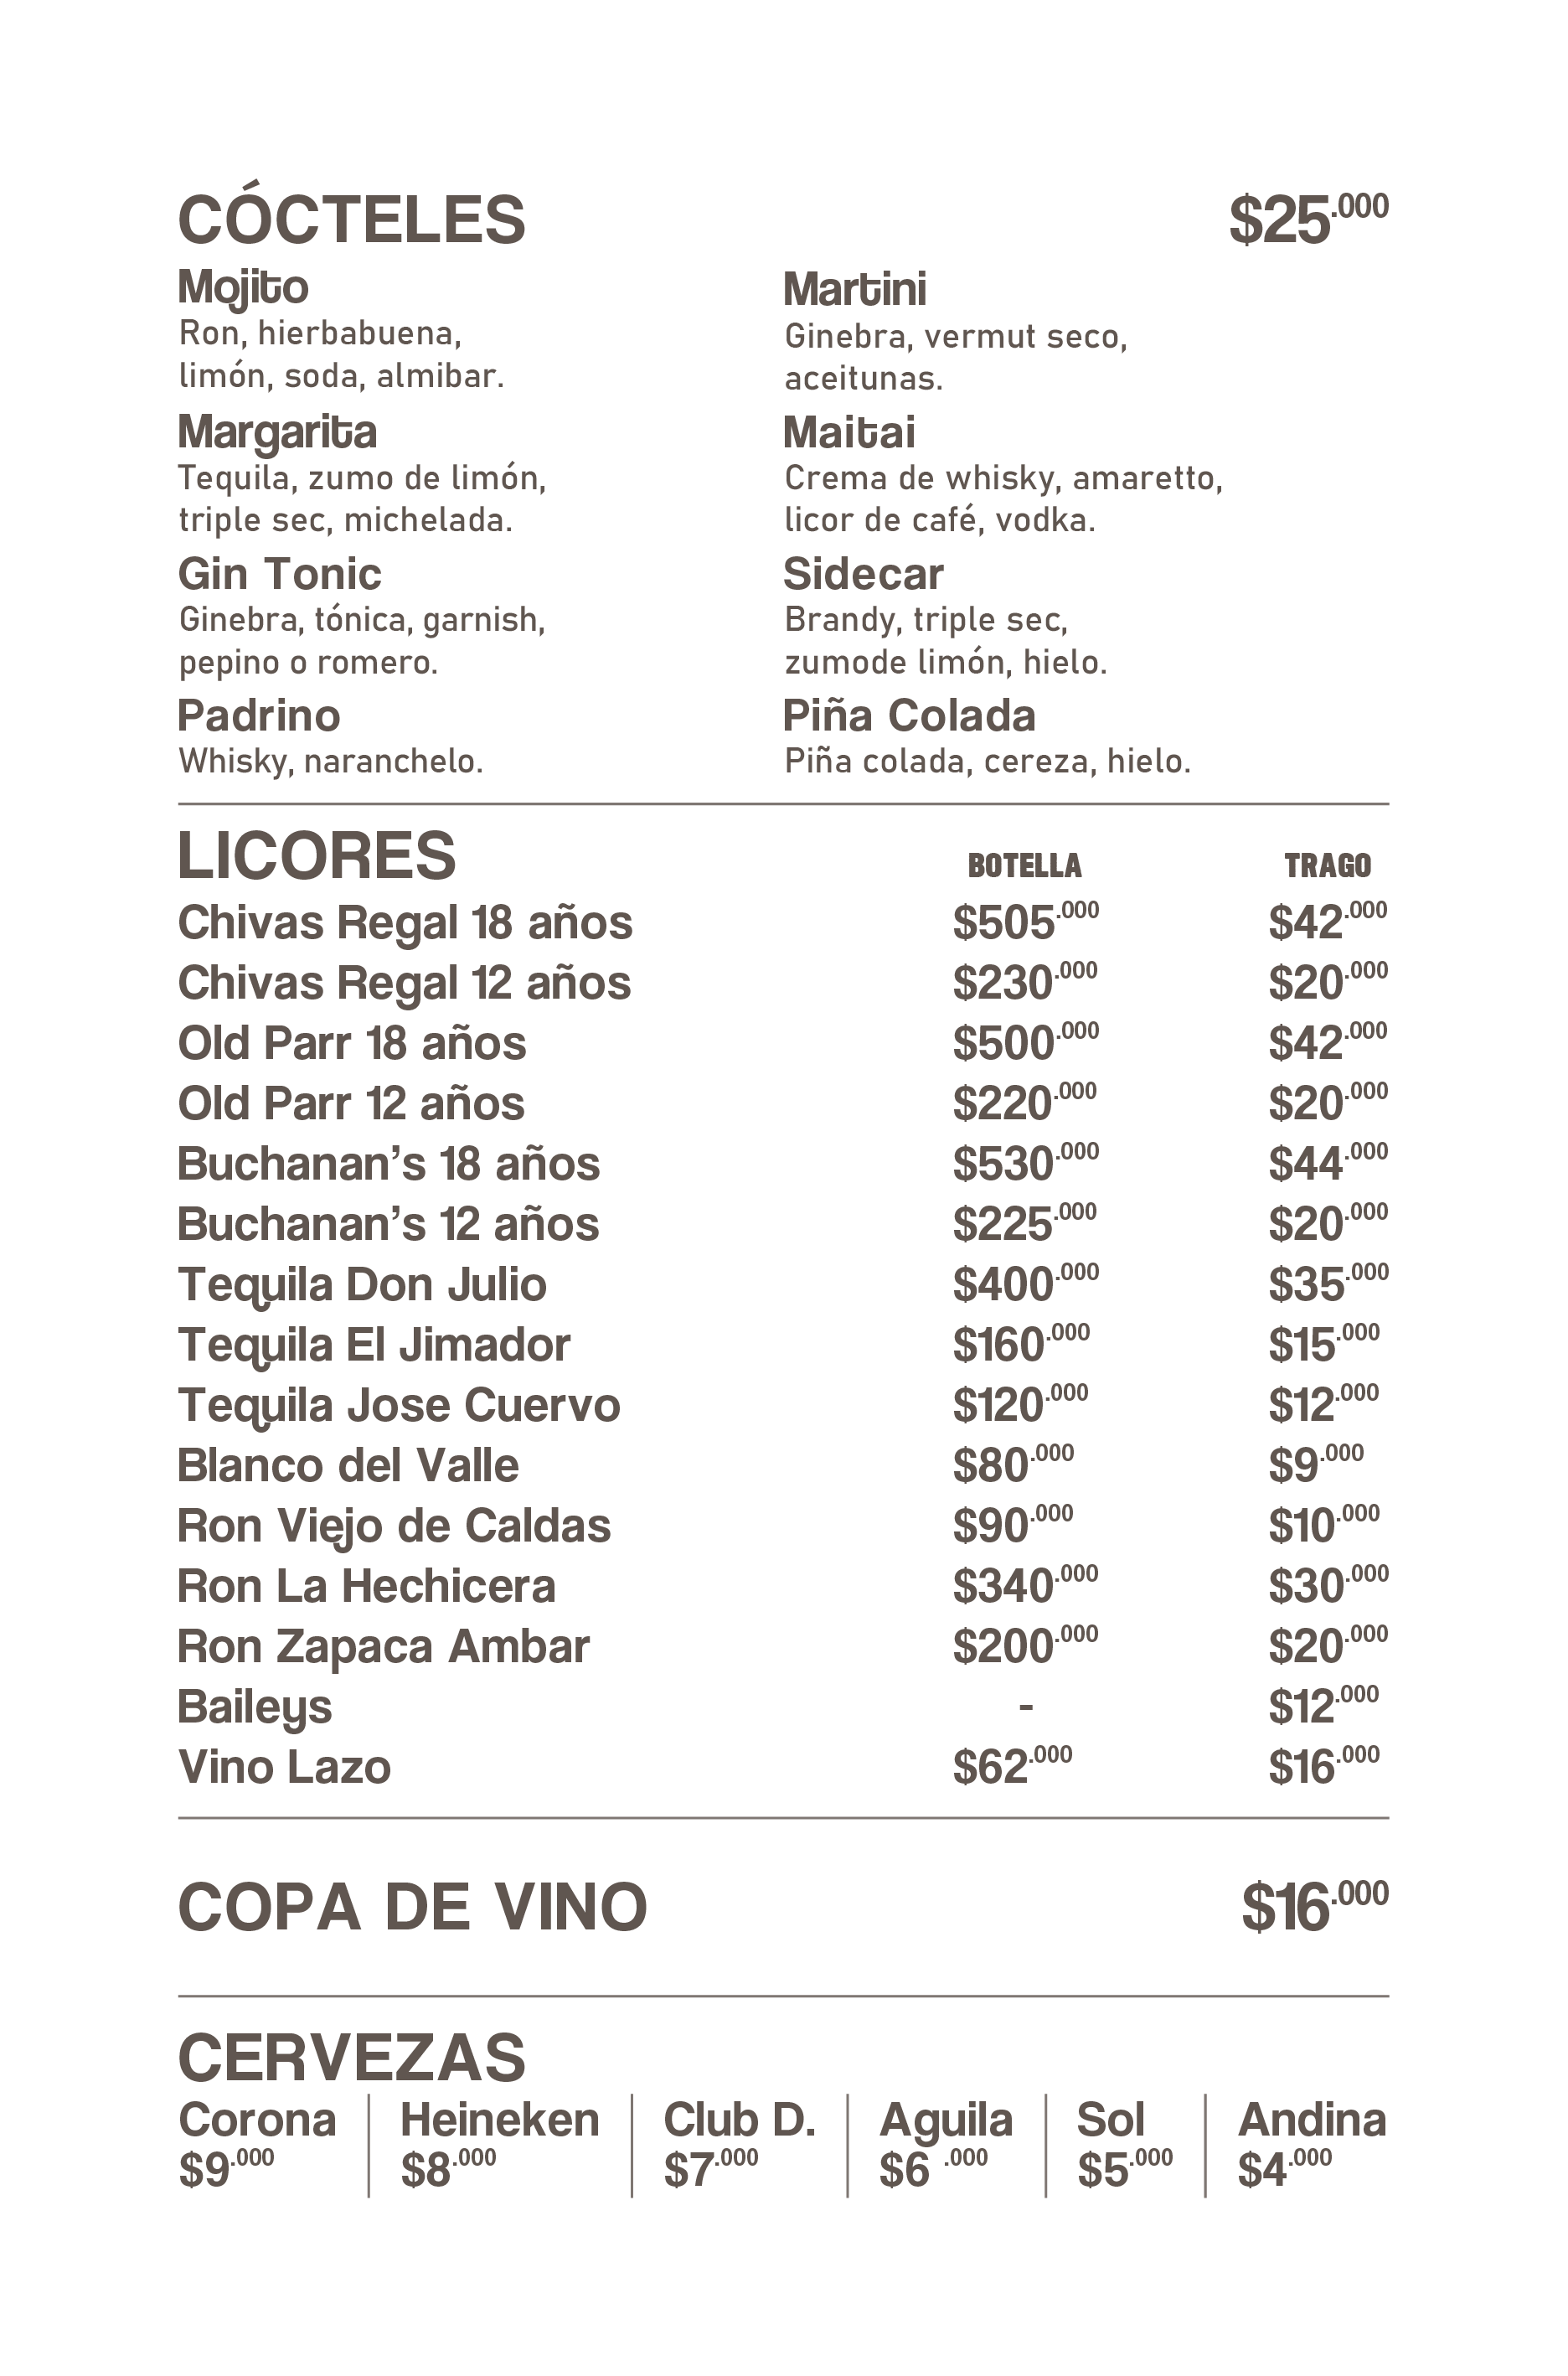 CÓCTELES $25.000
Mojito
Ron, hierbabuena,
limón, soda, almibar.
Margarita
Tequila, zumo de limón,
triple sec, michelada.
Gin Tonic
Ginebra, tónica, garnish,
pepino o romero.
Padrino
Whisky, naranchelo.
Martini
Ginebra, vermut seco,
aceitunas.
Maitai
Crema de whisky, amaretto,
licor de café, vodka.
Sidecar
Brandy, triple sec,
zumode limón, hielo.
Piña Colada
Piña colada, cereza, hielo.
LICORES BOTELLA TRAGO
Chivas Regal 18 años $505.000 $42.000
Chivas Regal 12 años $230.000 $20.000
Old Parr 18 años $500.000 $42.000
Old Parr 12 años $220.000 $20.000
Buchanan’s 18 años $530.000 $44.000
Buchanan’s 12 años $225.000 $20.000
Tequila Don Julio $400.000 $35.000
Tequila El Jimador $160.000 $15.000
Tequila Jose Cuervo $120.000 $12.000
Blanco del Valle $80.000 $9.000
Ron Viejo de Caldas $90.000 $10.000
Ron La Hechicera $340.000 $30.000
Ron Zapaca Ambar $200.000 $20.000
Baileys - $12.000
Vino Lazo $62.000 $16.000
COPA DE VINO $16.000
CERVEZAS
Corona Heineken Club D. Aguila Sol Andina
$9.000 $8.000 $7.000 $6 .000 $5.000 $4.000